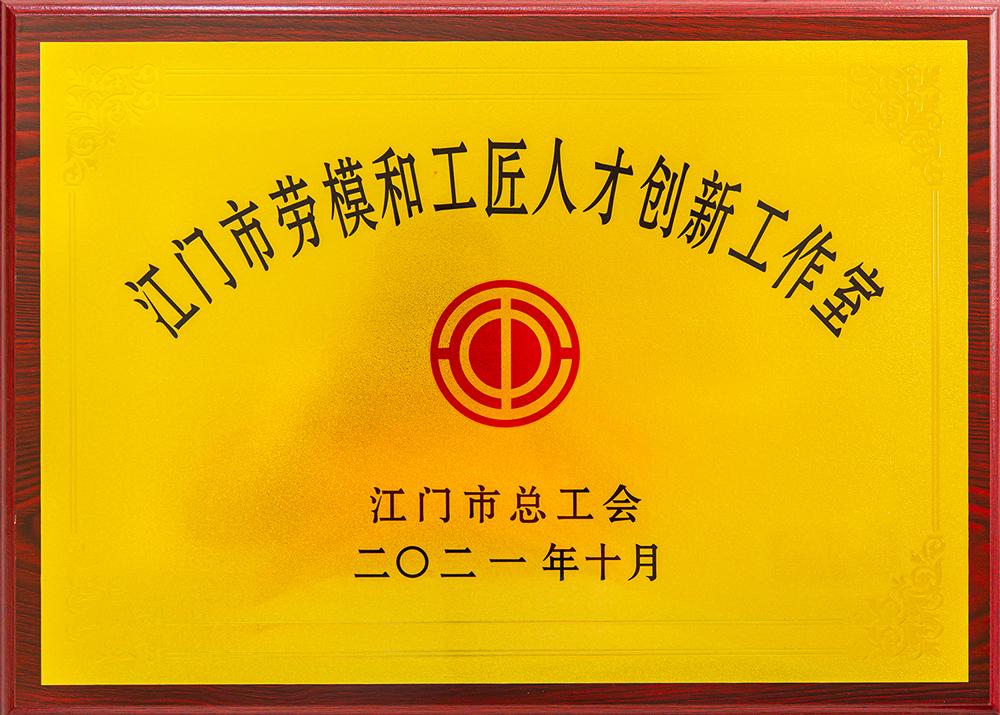 江门市劳模和工匠人才创新工作室
江门市总工会
二〇二一年十月